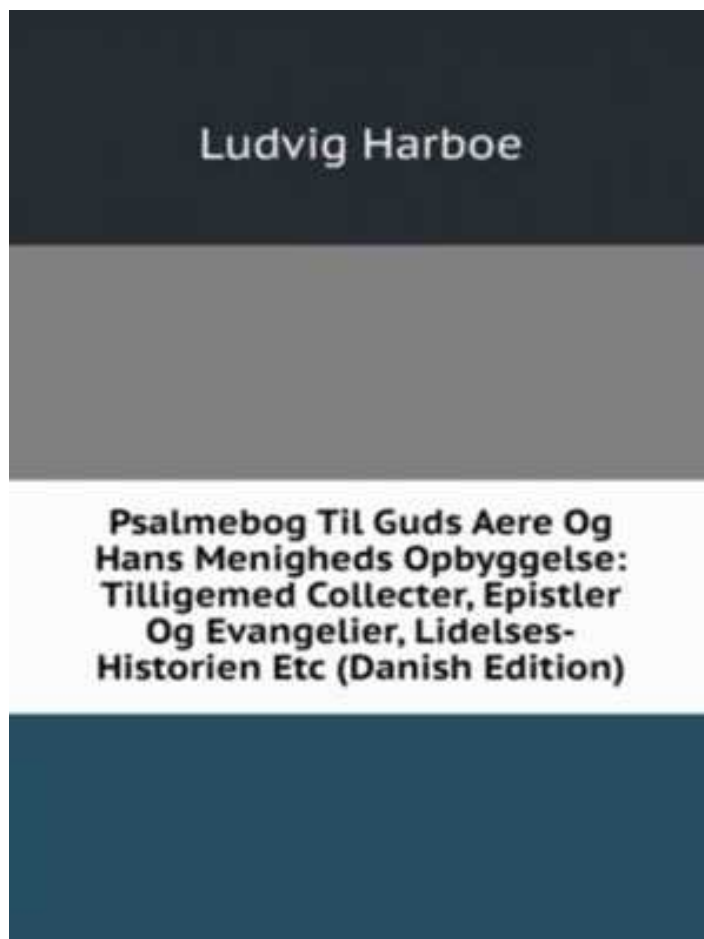 Ludvig Harboe
Psalmebog Til Guds Aere Og
Hans Menigheds Opbyggelse:
Tilligemed Collecter, Epistler
Og Evangelier, Lidelses-
Historien Etc (Danish Edition)